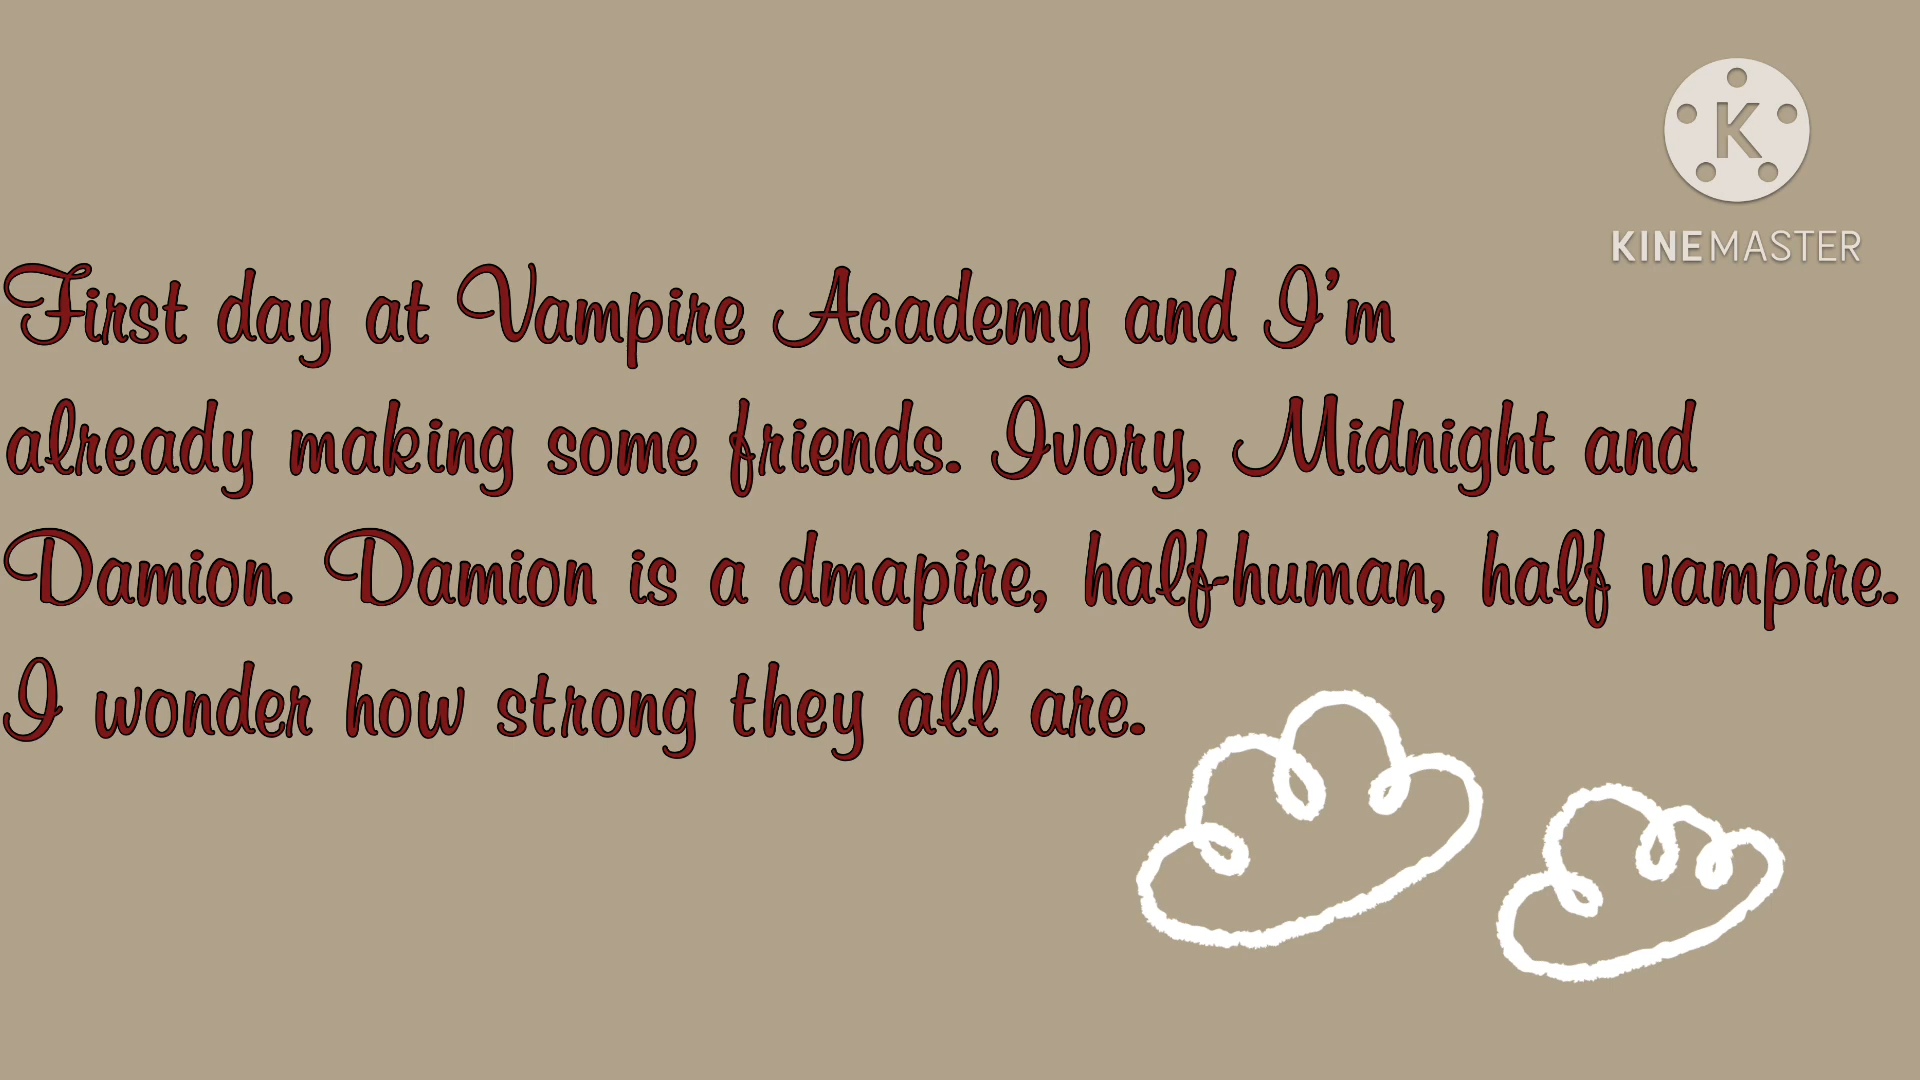 K
KINEMASTER
First day at Vampire Academy and I'm
already making some friends. Ivory, Midnight and
Damion. Damion is a dmapire, half-human, half vampire.
I wonder how strong they all are.